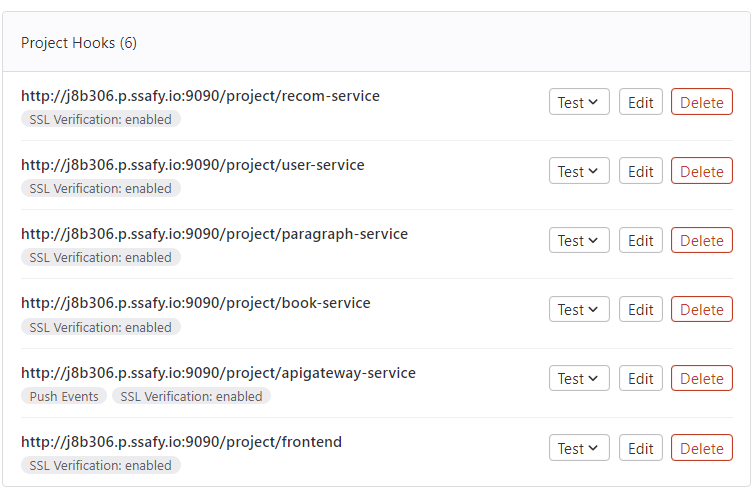 Project Hooks (6)
http://j8b306.p.ssafy.io:9090/project/recom-service
Test Edit Delete
SSL Verification: enabled
http://j8b306.p.ssafy.io:9090/project/user-service
Test Edit Delete
SSL Verification: enabled
http://j8b306.p.ssafy.io:9090/project/paragraph-service
Test Edit Delete
SSL Verification: enabled
http://j8b306.p.ssafy.io:9090/project/book-service
Test Edit Delete
SSL Verification: enabled
http://j8b306.p.ssafy.io:9090/project/apigateway-service
Test Edit Delete
Push Events SSL Verification: enabled
http://j8b306.p.ssafy.io:9090/project/frontend
Test Edit Delete
SSL Verification: enabled